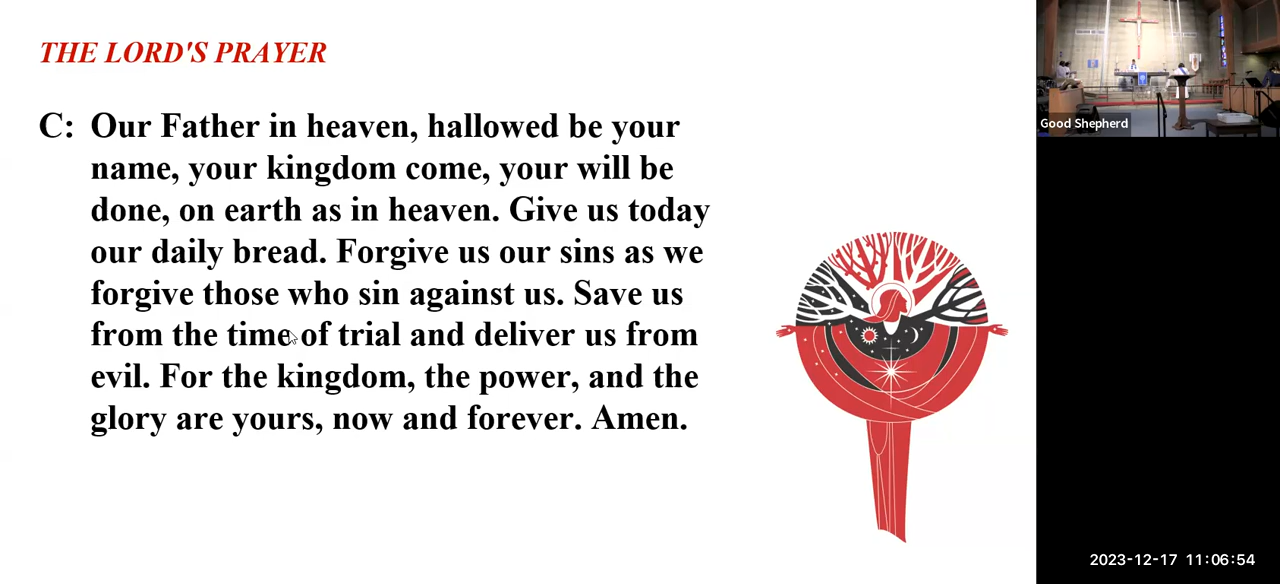 THE LORD'S PRAYER
C: Our Father in heaven, hallowed be your
name, your kingdom come, your will be
done, on earth as in heaven. Give us today
our daily bread. Forgive us our sins as we
forgive those who sin against us. Save us
from the time of trial and deliver us from
evil. For the kingdom, the power, and the
glory are yours, now and forever. Amen.
Good Shepherd
2023-12-17 11:06:54